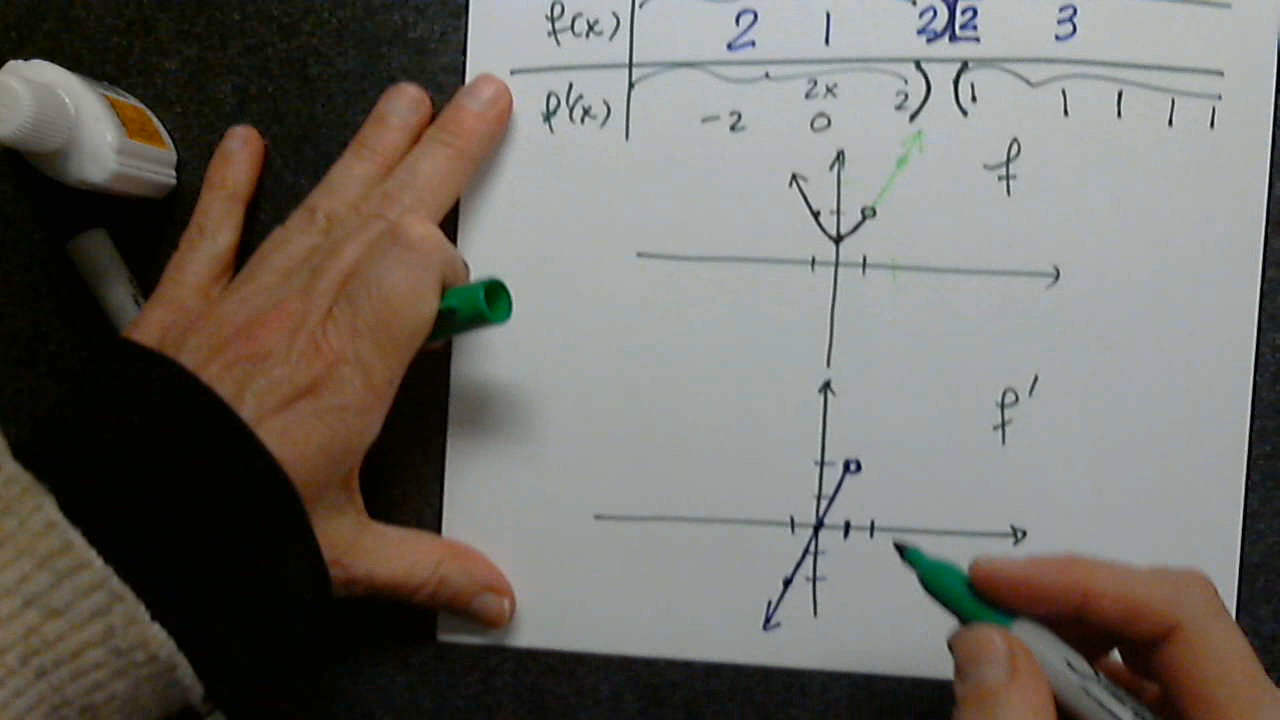 f(x) 2 1 2) [2 3
2x
f'(x) -2 0 2) (1 1 1 1 1
f
f'